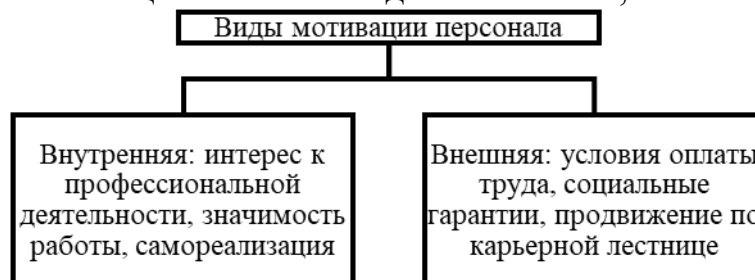 Виды мотивации персонала
Внутренняя: интерес к
профессиональной
деятельности, значимость
работы, самореализация
Внешняя: условия оплаты
труда, социальные
гарантии, продвижение по
карьерной лестнице